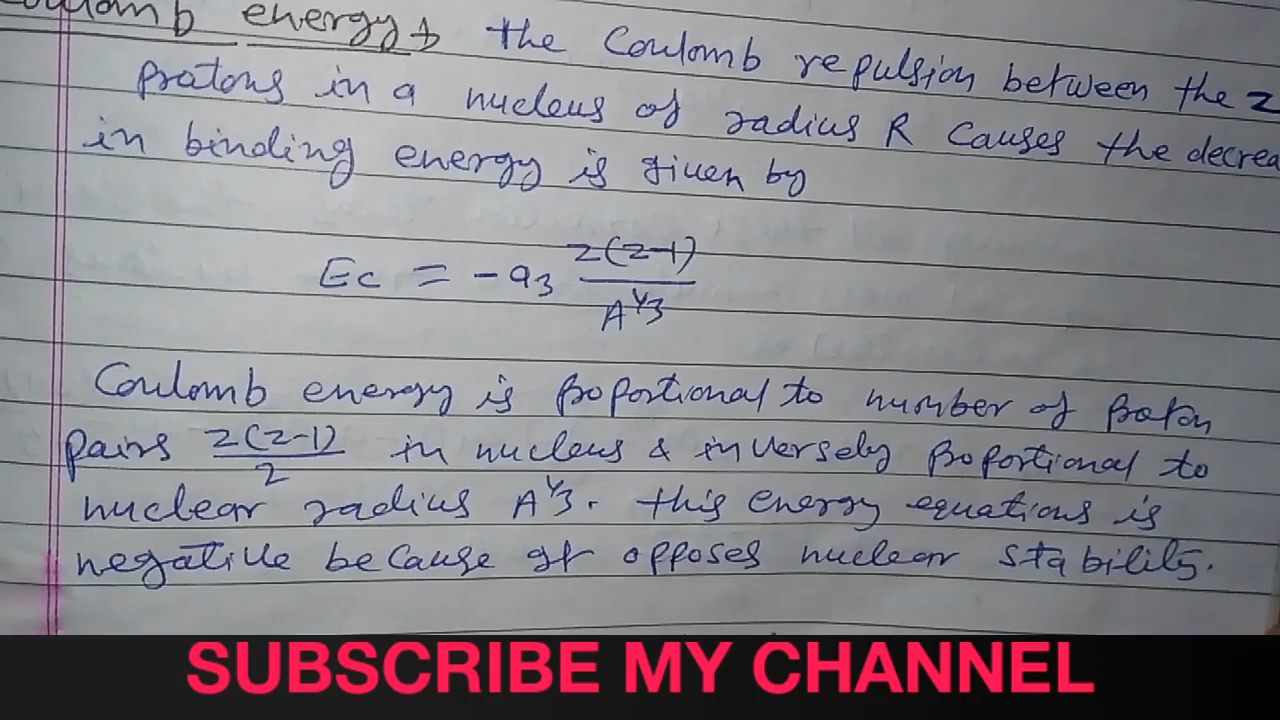 Coulomb energy → the Coulomb repulsion between the Z
protons in a nucleus of radius R causes the decrea
in binding energy is given by
Ec = -a₃ Z(Z-1) / A^1/3
Coulomb energy is proportional to number of proton
pairs Z(Z-1)/2 in nucleus & inversely proportional to
nuclear radius A^1/3. this energy equations is
negative because it opposes nuclear stability.
SUBSCRIBE MY CHANNEL